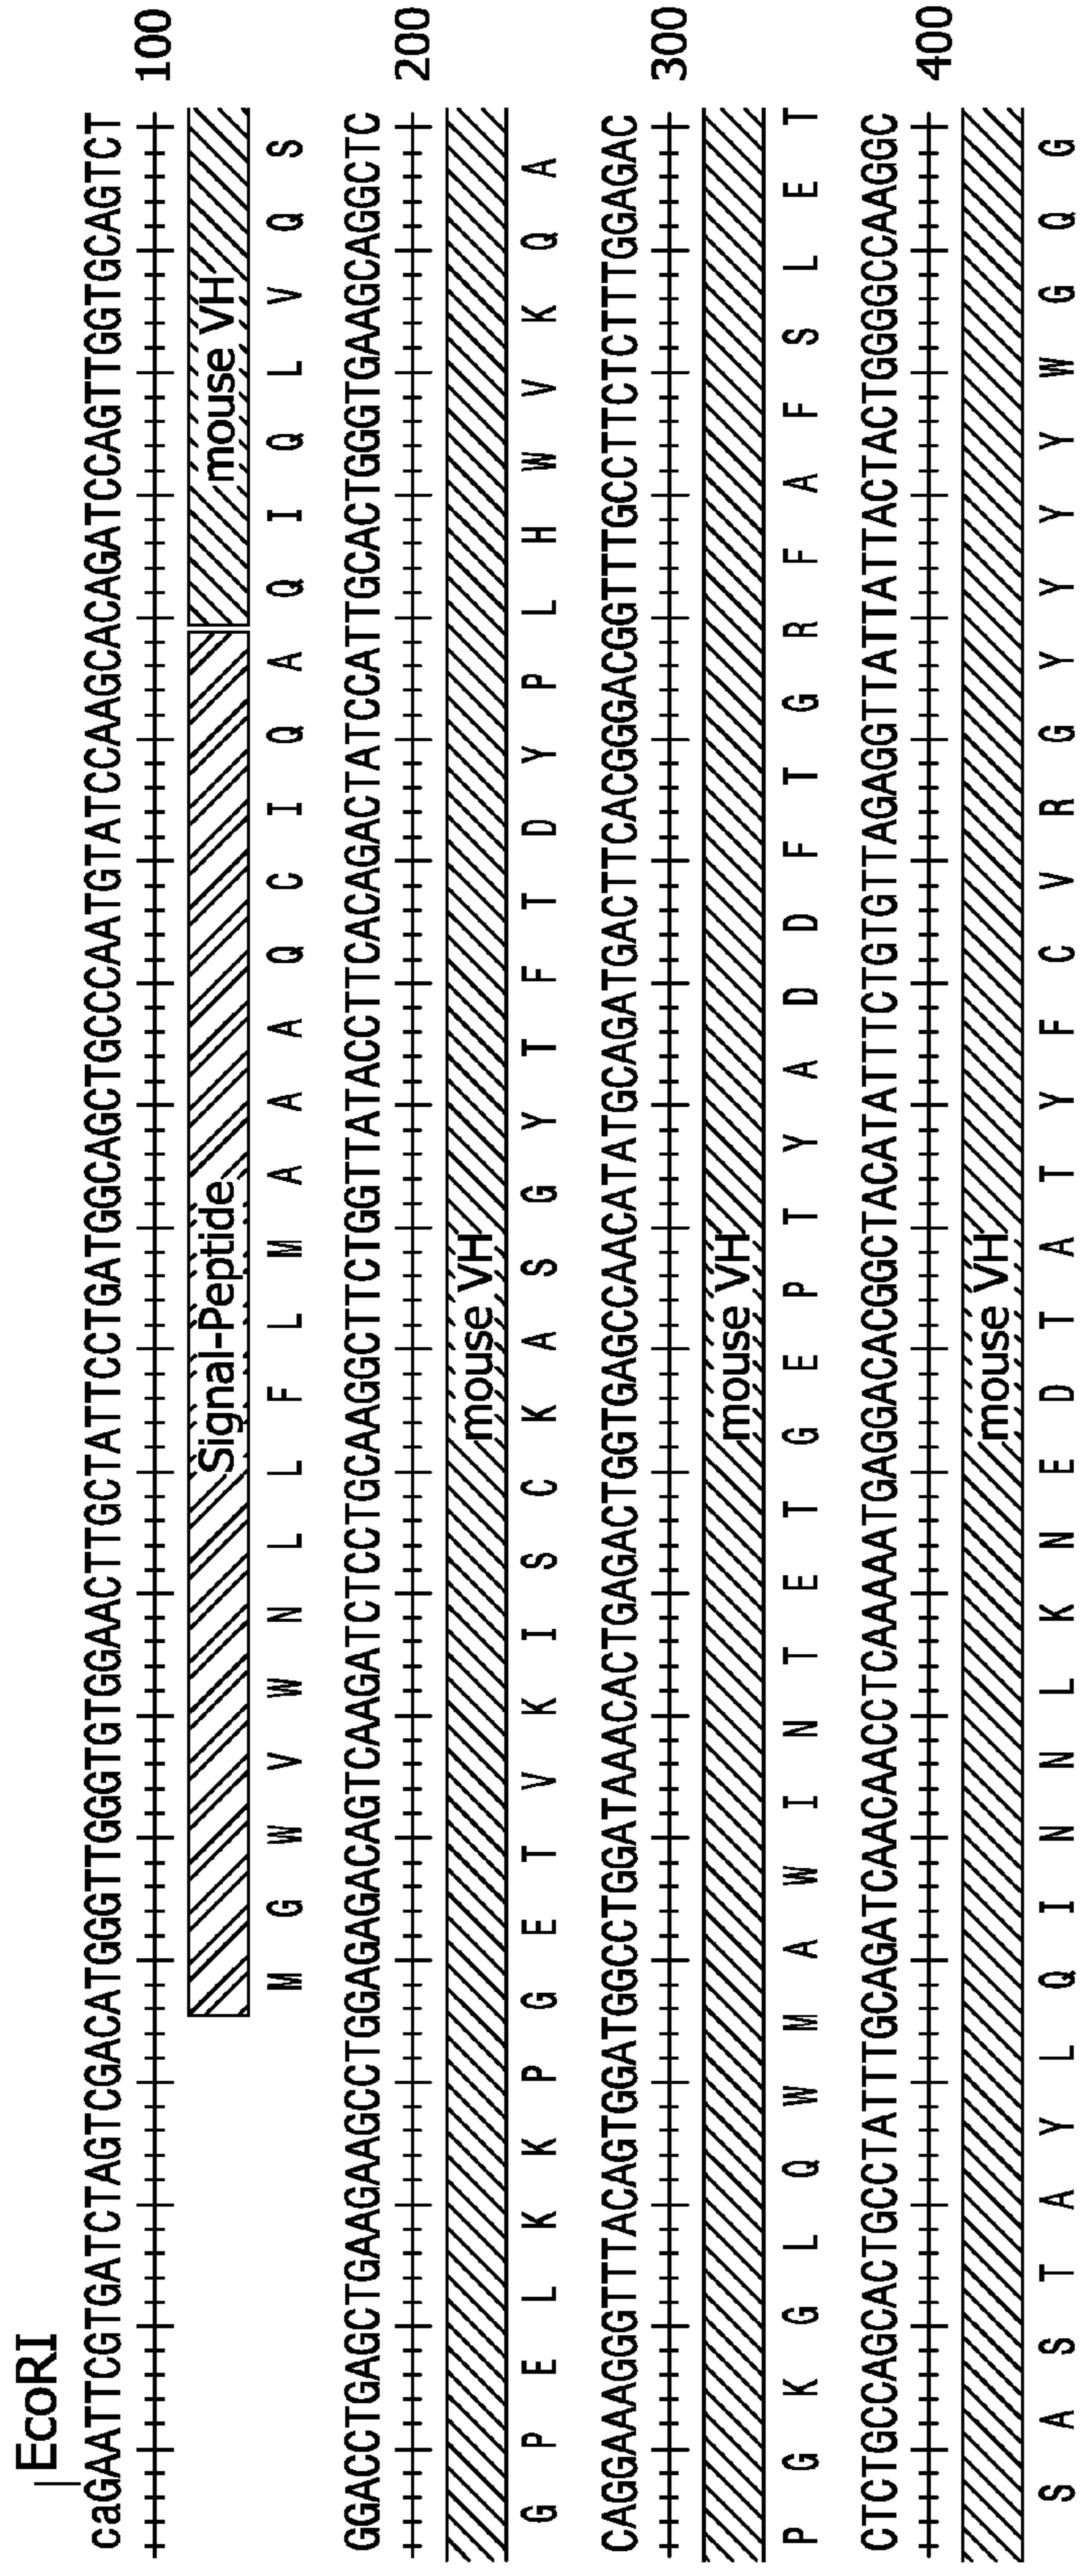 EcoRI
caGAATTCGTGATCTAGTCGACATGGGTTGGGTGTGGAACTTGCTATTCCTGATGGCAGCTGCCCAATGTATCCAAGCACAGATCCAGTTGGTGCAGTCT
100
Signal-Peptide mouse VH
M G W V W N L L F L M A A A Q C I Q A Q I Q L V Q S
GGACCTGAGCTGAAGAAGCCTGGAGAGACAGTCAAGATCTCCTGCAAGGCTTCTGGTTATACCTTCACAGACTATCCATTGCACTGGGTGAAGCAGGCTC
200
mouse VH
G P E L K K P G E T V K I S C K A S G Y T F T D Y P L H W V K Q A
CAGGAAAGGGTTTACAGTGGATGGCCTGGATAAACACTGAGACTGGTGAGCCAACATATGCAGATGACTTCACGGGACGGTTTGCCTTCTCTTTGGAGAC
300
mouse VH
P G K G L Q W M A W I N T E T G E P T Y A D D F T G R F A F S L E T
CTCTGCCAGCACTGCCTATTTGCAGATCAACAACCTCAAAAATGAGGACACGGCTACATATTTCTGTGTTAGAGGTTATTATTACTACTGGGGCCAAGGC
400
mouse VH
S A S T A Y L Q I N N L K N E D T A T Y F C V R G Y Y Y Y W G Q G